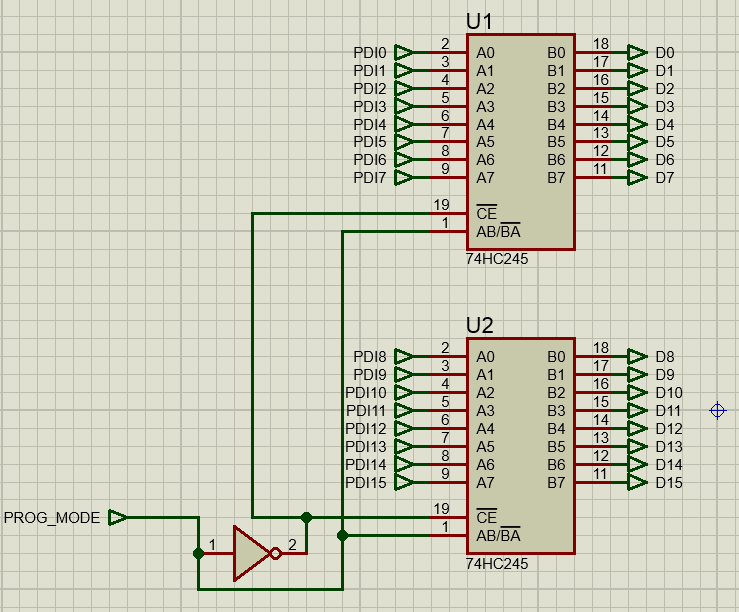 U1
PDI0 2 A0 B0 18 D0
PDI1 3 A1 B1 17 D1
PDI2 4 A2 B2 16 D2
PDI3 5 A3 B3 15 D3
PDI4 6 A4 B4 14 D4
PDI5 7 A5 B5 13 D5
PDI6 8 A6 B6 12 D6
PDI7 9 A7 B7 11 D7
19 CE
1 AB/BA
74HC245
U2
PDI8 2 A0 B0 18 D8
PDI9 3 A1 B1 17 D9
PDI10 4 A2 B2 16 D10
PDI11 5 A3 B3 15 D11
PDI12 6 A4 B4 14 D12
PDI13 7 A5 B5 13 D13
PDI14 8 A6 B6 12 D14
PDI15 9 A7 B7 11 D15
PROG_MODE 19 CE
1 AB/BA
1 2
74HC245